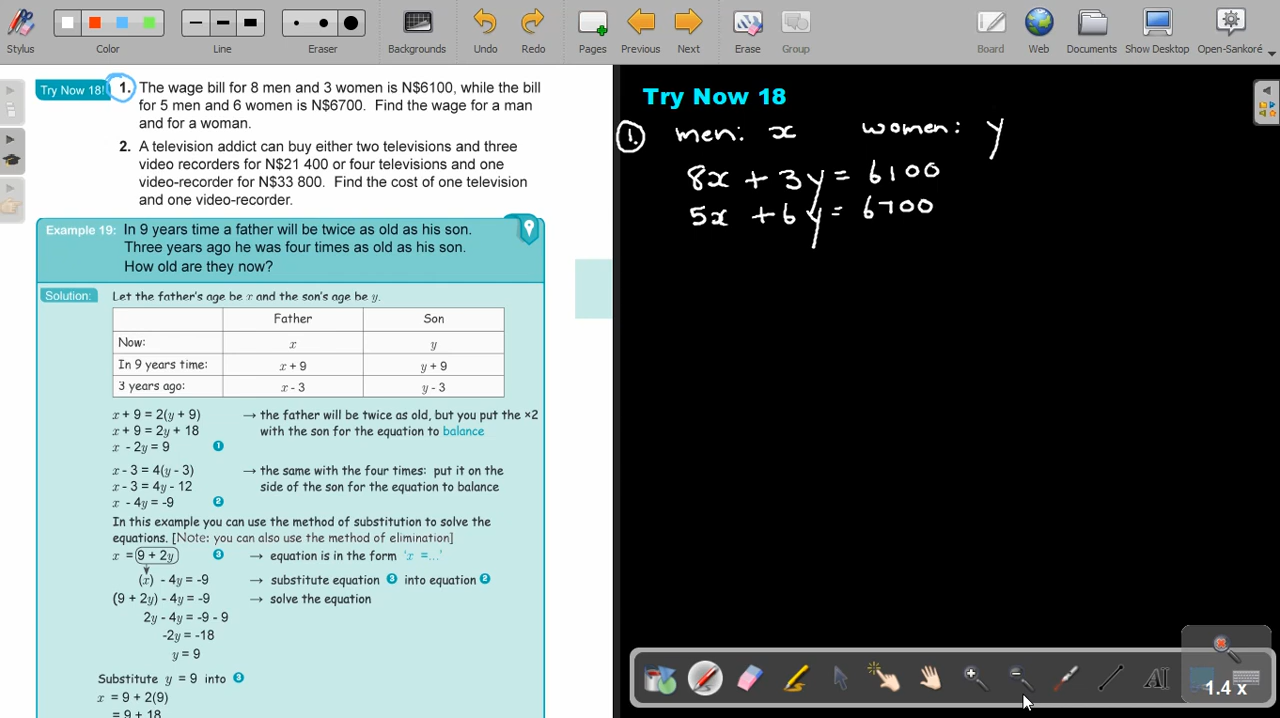 Stylus
Color
Line
Eraser
Backgrounds
Undo
Redo
Pages
Previous
Next
Erase
Group
Board
Web
Documents
Show Desktop
Open-Sankoré
Try Now 18!
1. The wage bill for 8 men and 3 women is N$6100, while the bill
for 5 men and 6 women is N$6700. Find the wage for a man
and for a woman.
2. A television addict can buy either two televisions and three
video recorders for N$21 400 or four televisions and one
video-recorder for N$33 800. Find the cost of one television
and one video-recorder.
Example 19: In 9 years time a father will be twice as old as his son.
Three years ago he was four times as old as his son.
How old are they now?
Solution: Let the father's age be x and the son's age be y.
Father Son
Now: x y
In 9 years time: x + 9 y + 9
3 years ago: x - 3 y - 3
x + 9 = 2(y + 9) → the father will be twice as old, but you put the ×2
x + 9 = 2y + 18 with the son for the equation to balance
x - 2y = 9 1
x - 3 = 4(y - 3) → the same with the four times: put it on the
x - 3 = 4y - 12 side of the son for the equation to balance
x - 4y = -9 2
In this example you can use the method of substitution to solve the
equations. [Note: you can also use the method of elimination]
x = 9 + 2y 3 → equation is in the form 'x =...'
(x) - 4y = -9 → substitute equation 3 into equation 2
(9 + 2y) - 4y = -9 → solve the equation
2y - 4y = -9 - 9
-2y = -18
y = 9
Substitute y = 9 into 3
x = 9 + 2(9)
= 9 + 18
Try Now 18
1. men: x women: y
8x + 3y = 6100
5x + 6y = 6700
1.4 x